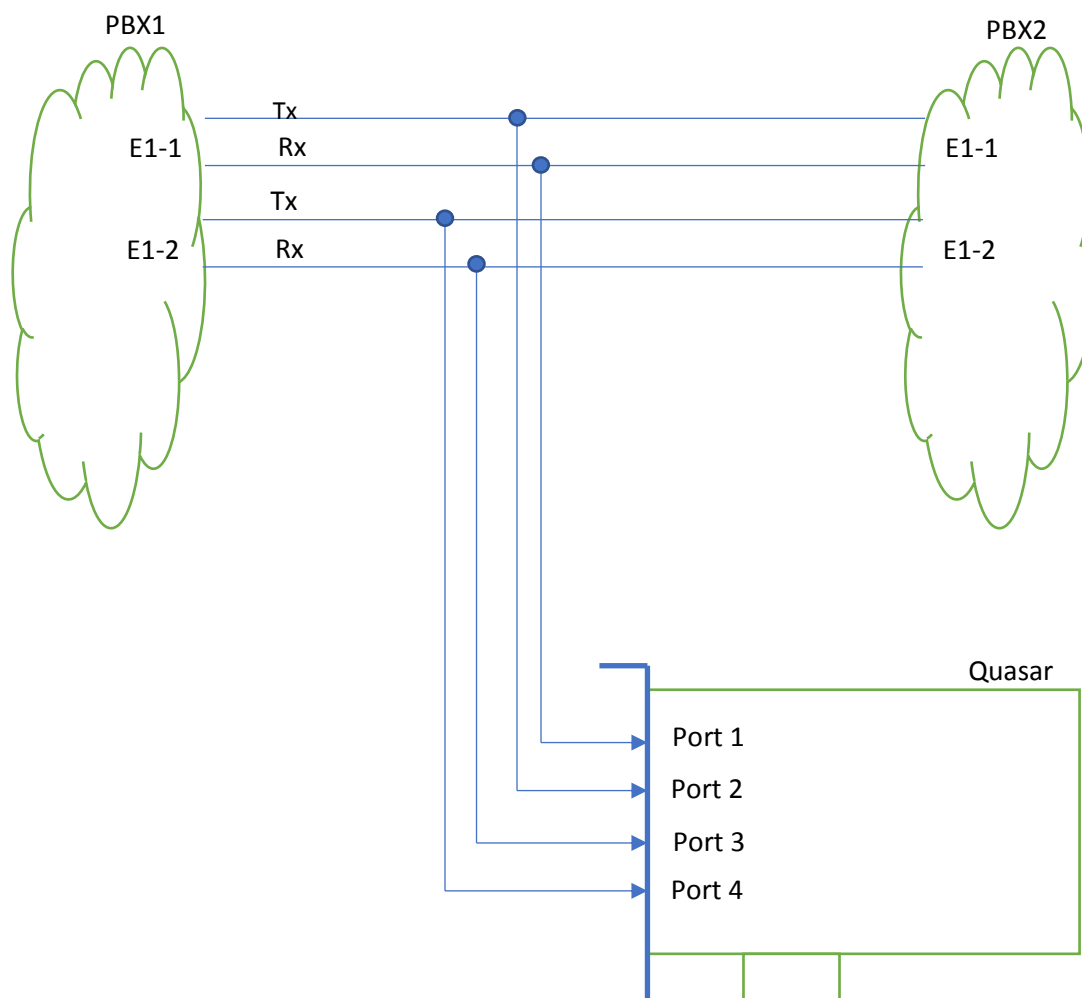 PBX1
PBX2
Tx
E1-1
Rx
E1-1
Tx
E1-2
Rx
E1-2
Quasar
Port 1
Port 2
Port 3
Port 4